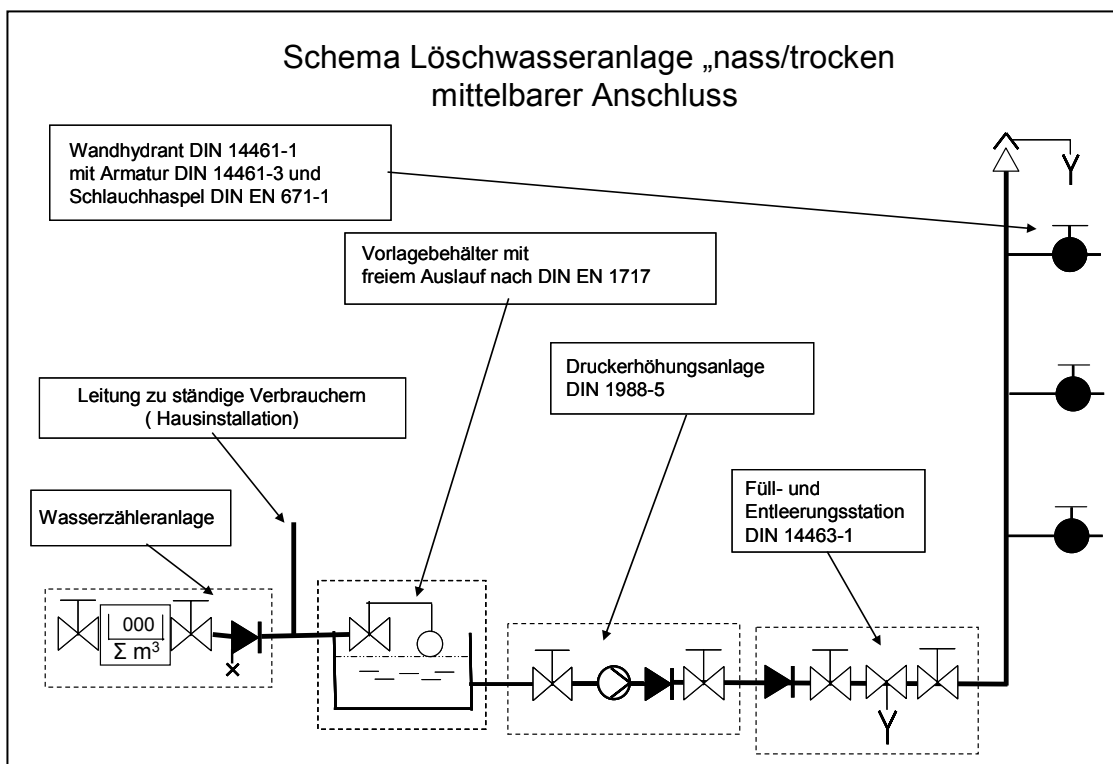 Schema Löschwasseranlage „nass/trocken
mittelbarer Anschluss
Wandhydrant DIN 14461-1
mit Armatur DIN 14461-3 und
Schlauchhaspel DIN EN 671-1
Vorlagebehälter mit
freiem Auslauf nach DIN EN 1717
Druckerhöhungsanlage
DIN 1988-5
Leitung zu ständige Verbrauchern
( Hausinstallation)
Füll- und
Entleerungsstation
DIN 14463-1
Wasserzähleranlage
000
Σ m³